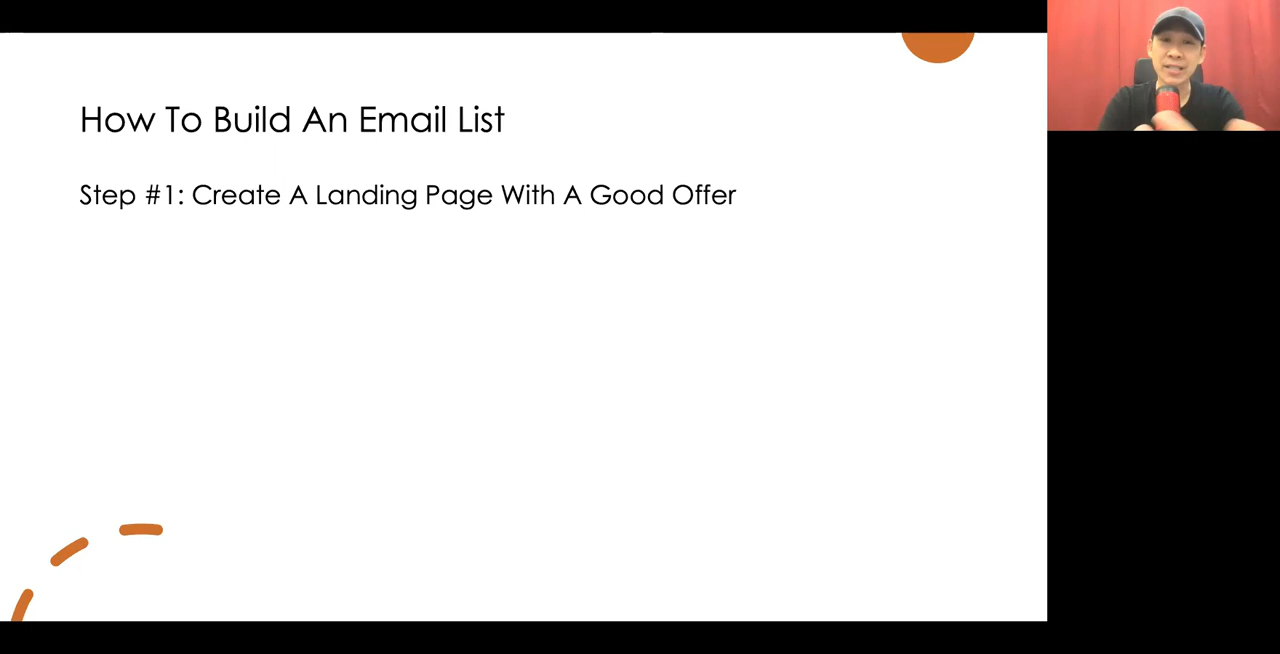 How To Build An Email List
Step #1: Create A Landing Page With A Good Offer